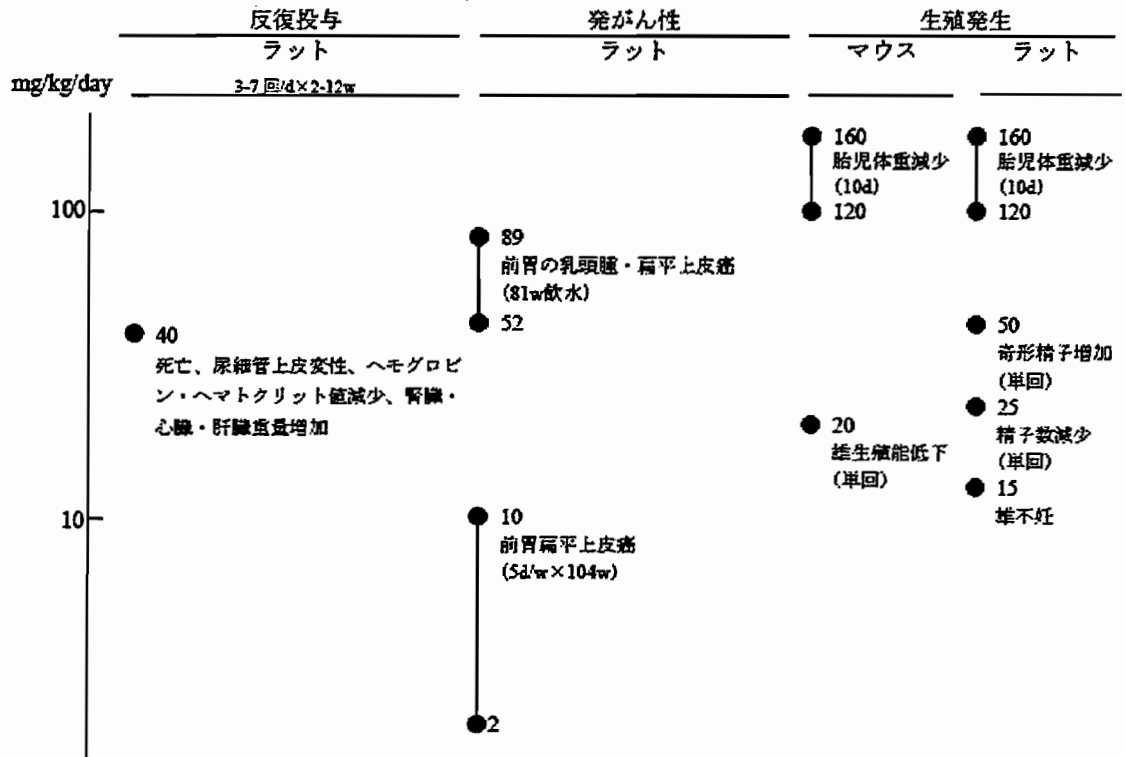 反復投与
発がん性
生殖発生
ラット
ラット
マウス
ラット
mg/kg/day
3-7回/d×2-12w
100
10
40
死亡、尿細管上皮変性、ヘモグロビ
ン・ヘマトクリット値減少、腎臓・
心臓・肝臓重量増加
89
前胃の乳頭腫・扁平上皮癌
(81w飲水)
52
10
前胃扁平上皮癌
(5d/w×104w)
2
160
胎児体重減少
(10d)
120
20
雄生殖能低下
(単回)
160
胎児体重減少
(10d)
120
50
奇形精子増加
(単回)
25
精子数減少
(単回)
15
雄不妊